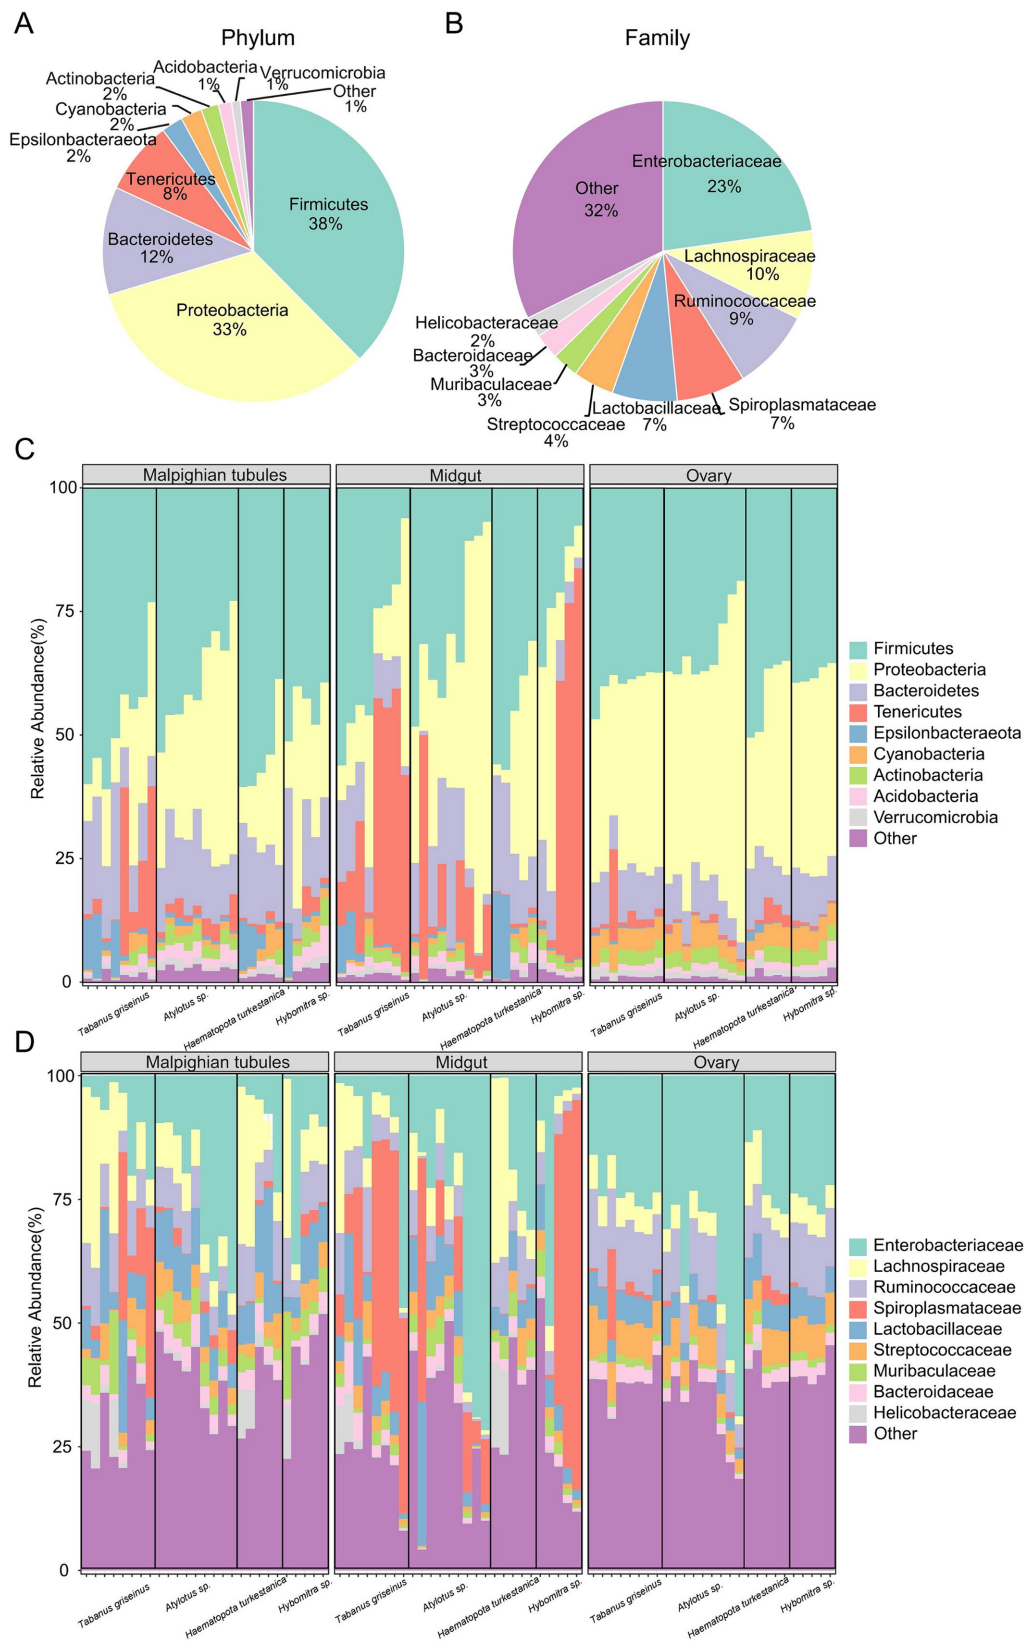 A
Phylum
Acidobacteria
1%
Verrucomicrobia
1%
Actinobacteria
2%
Other
1%
Cyanobacteria
2%
Epsilonbacteraeota
2%
Tenericutes
8%
Firmicutes
38%
Bacteroidetes
12%
Proteobacteria
33%
B
Family
Enterobacteriaceae
23%
Other
32%
Lachnospiraceae
10%
Ruminococcaceae
9%
Helicobacteraceae
2%
Bacteroidaceae
3%
Muribaculaceae
3%
Streptococcaceae
4%
Lactobacillaceae
7%
Spiroplasmataceae
7%
C
Malpighian tubules
Midgut
Ovary
100
75
50
25
0
Relative Abundance(%)
Tabanus griseinus
Atylotus sp.
Haematopota turkestanica
Hybomitra sp.
Tabanus griseinus
Atylotus sp.
Haematopota turkestanica
Hybomitra sp.
Tabanus griseinus
Atylotus sp.
Haematopota turkestanica
Hybomitra sp.
Firmicutes
Proteobacteria
Bacteroidetes
Tenericutes
Epsilonbacteraeota
Cyanobacteria
Actinobacteria
Acidobacteria
Verrucomicrobia
Other
D
Malpighian tubules
Midgut
Ovary
100
75
50
25
0
Relative Abundance(%)
Tabanus griseinus
Atylotus sp.
Haematopota turkestanica
Hybomitra sp.
Tabanus griseinus
Atylotus sp.
Haematopota turkestanica
Hybomitra sp.
Tabanus griseinus
Atylotus sp.
Haematopota turkestanica
Hybomitra sp.
Enterobacteriaceae
Lachnospiraceae
Ruminococcaceae
Spiroplasmataceae
Lactobacillaceae
Streptococcaceae
Muribaculaceae
Bacteroidaceae
Helicobacteraceae
Other